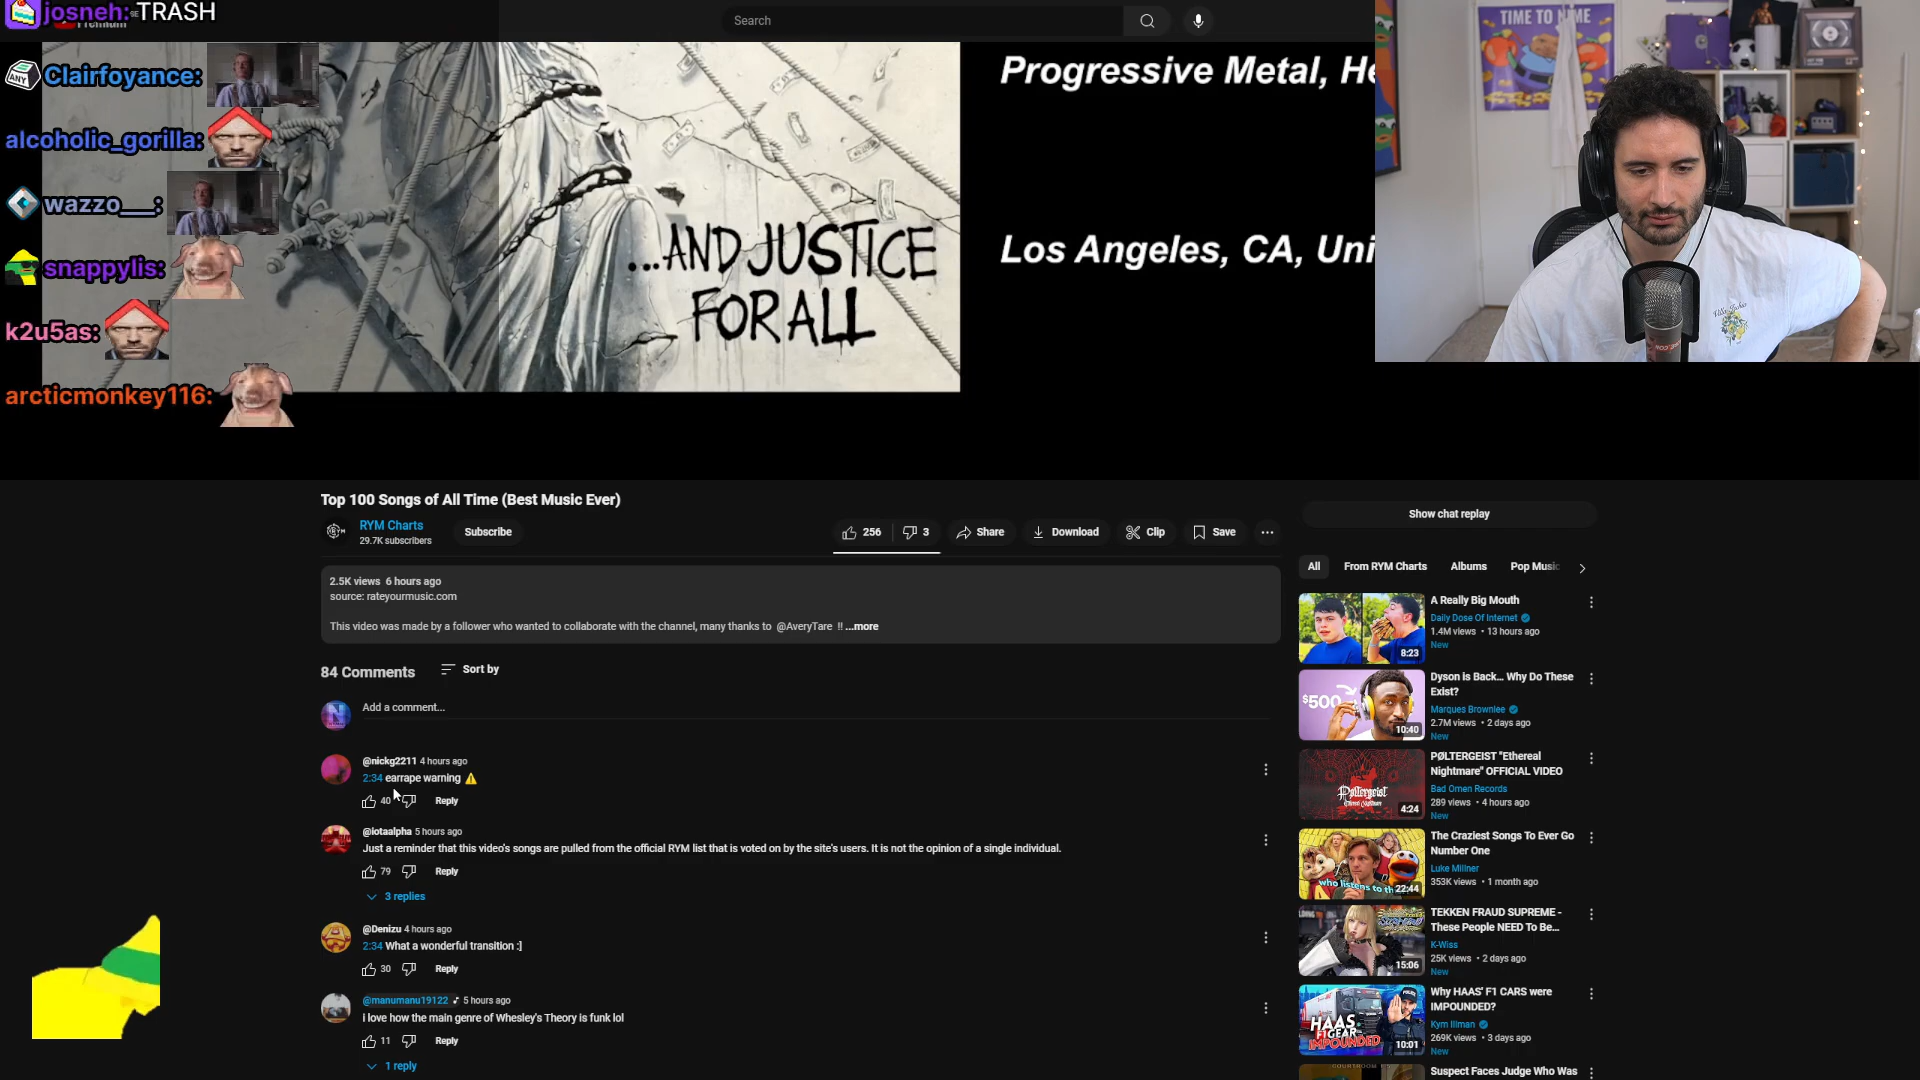 josneh: TRASH
Premium
Search
Clairfoyance:
alcoholic_gorilla:
wazzo___:
snappylis:
k2u5as:
arcticmonkey116:
...AND JUSTICE
FOR ALL
Progressive Metal, He
Los Angeles, CA, Uni
TIME TO
Top 100 Songs of All Time (Best Music Ever)
RYM Charts
29.7K subscribers
Subscribe
256
3
Share
Download
Clip
Save
2.5K views 6 hours ago
source: rateyourmusic.com
This video was made by a follower who wanted to collaborate with the channel, many thanks to @AveryTare !! ...more
84 Comments
Sort by
Add a comment...
@nickg2211 4 hours ago
2:34 earrape warning ⚠️
40
Reply
@iotaalpha 5 hours ago
Just a reminder that this video's songs are pulled from the official RYM list that is voted on by the site's users. It is not the opinion of a single individual.
79
Reply
3 replies
@Denizu 4 hours ago
2:34 What a wonderful transition :]
30
Reply
@manumanu19122 5 hours ago
i love how the main genre of Whesley's Theory is funk lol
11
Reply
1 reply
Show chat replay
All
From RYM Charts
Albums
Pop Music
A Really Big Mouth
Daily Dose Of Internet
1.4M views • 13 hours ago
New
8:23
Dyson is Back... Why Do These
Exist?
Marques Brownlee
2.7M views • 2 days ago
New
$500
10:40
PØLTERGEIST "Ethereal
Nightmare" OFFICIAL VIDEO
Bad Omen Records
289 views • 4 hours ago
New
Pøltergeist
4:24
The Craziest Songs To Ever Go
Number One
Luke Millner
353K views • 1 month ago
who listens to th
22:44
TEKKEN FRAUD SUPREME -
These People NEED To Be...
K-Wiss
25K views • 2 days ago
New
15:06
Why HAAS' F1 CARS were
IMPOUNDED?
Kym Illman
269K views • 3 days ago
New
HAAS
F1 GEAR
IMPOUNDED
10:01
Suspect Faces Judge Who Was